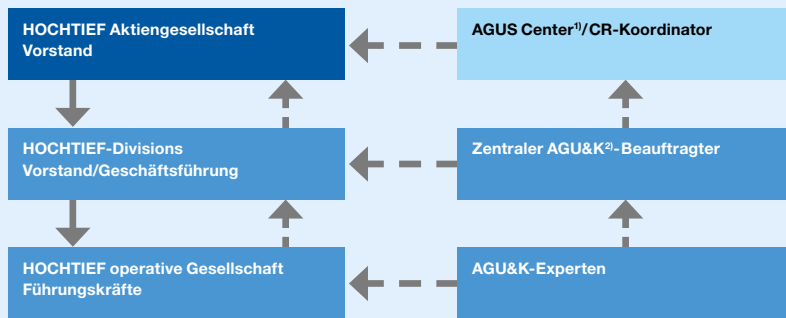 HOCHTIEF Aktiengesellschaft
Vorstand
AGUS Center¹⁾/CR-Koordinator
HOCHTIEF-Divisions
Vorstand/Geschäftsführung
Zentraler AGU&K²⁾-Beauftragter
HOCHTIEF operative Gesellschaft
Führungskräfte
AGU&K-Experten